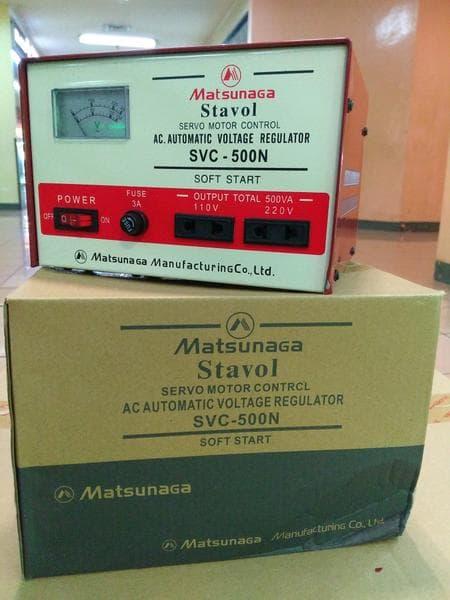 Matsunaga
Stavol
SERVO MOTOR CONTROL
AC. AUTOMATIC VOLTAGE REGULATOR
SVC - 500N
SOFT START
POWER
OFF
ON
FUSE
3A
OUTPUT TOTAL 500VA
110V
220V
Matsunaga Manufacturing Co., Ltd.
Matsunaga
Stavol
SERVO MOTOR CONTROL
AC AUTOMATIC VOLTAGE REGULATOR
SVC-500N
SOFT START
Matsunaga
Matsunaga Manufacturing Co., Ltd.